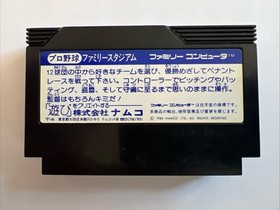 プロ野球 ファミリースタジアム ファミリー コンピュータ™
12球団の中から好きなチームを選び、優勝めざしてペナント
レースを戦って下さい。コントローラーでピッチングやバッ
ティング、盗塁、そして守備に至るまで思いのままに操作。
監督はもちろんキミだ!
「遊び」をクリエイトする
株式会社 ナムコ